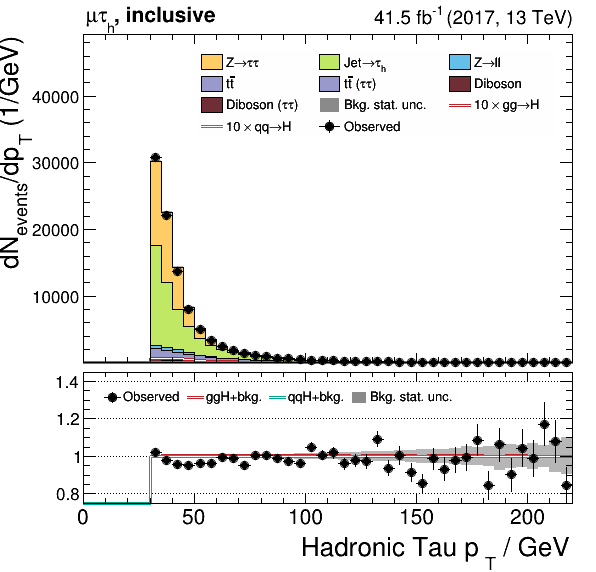 μτh, inclusive 41.5 fb-1 (2017, 13 TeV)
dNevents/dpT (1/GeV)
Z→ττ Jet→τh Z→ll
tt̄ tt̄ (ττ) Diboson
Diboson (ττ) Bkg. stat. unc. 10 × gg→H
10 × qq→H Observed
40000
30000
20000
10000
Observed ggH+bkg. qqH+bkg. Bkg. stat. unc.
1.4
1.2
1
0.8
0 50 100 150 200
Hadronic Tau pT / GeV